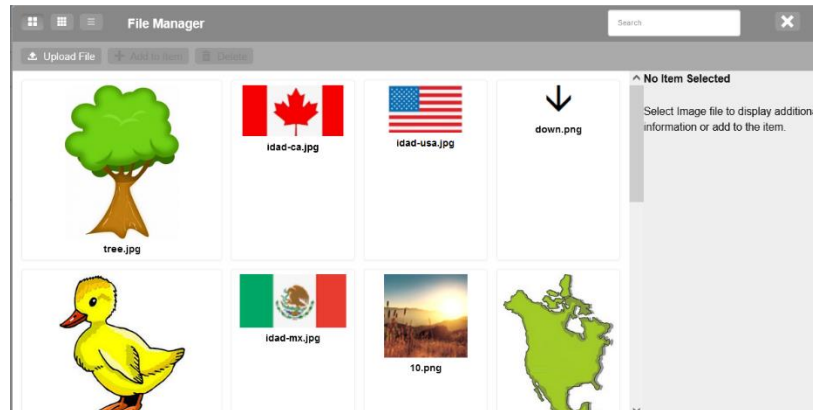 File Manager
Search
Upload File
Add to Item
Delete
No Item Selected
Select Image file to display additiona
information or add to the item.
idad-ca.jpg
idad-usa.jpg
down.png
tree.jpg
idad-mx.jpg
10.png